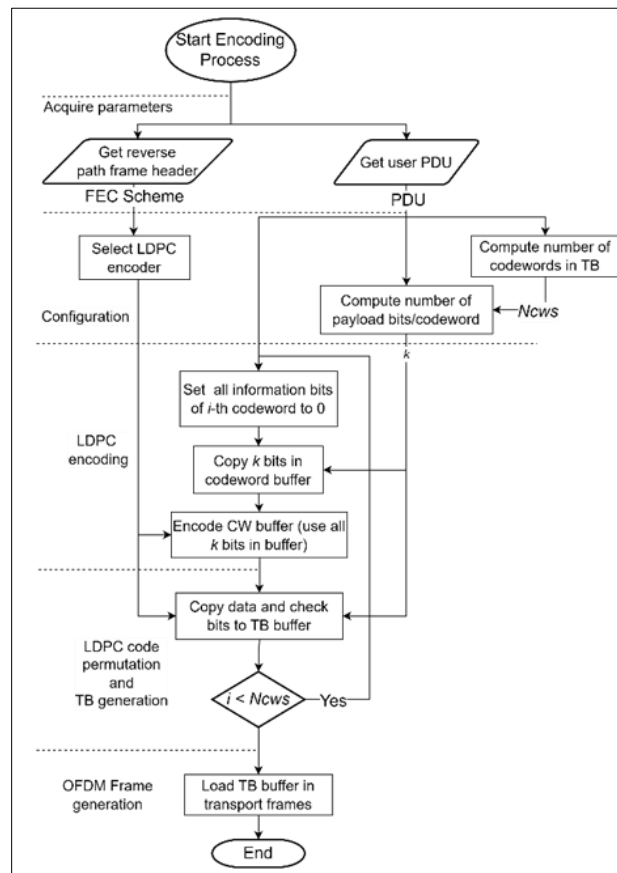 Start Encoding
Process
Acquire parameters
Get reverse
path frame header
Get user PDU
FEC Scheme
PDU
Select LDPC
encoder
Compute number of
codewords in TB
Compute number of
payload bits/codeword
Ncws
Configuration
k
Set all information bits
of i-th codeword to 0
LDPC
encoding
Copy k bits in
codeword buffer
Encode CW buffer (use all
k bits in buffer)
Copy data and check
bits to TB buffer
LDPC code
permutation
and
TB generation
i < Ncws
Yes
OFDM Frame
generation
Load TB buffer in
transport frames
End